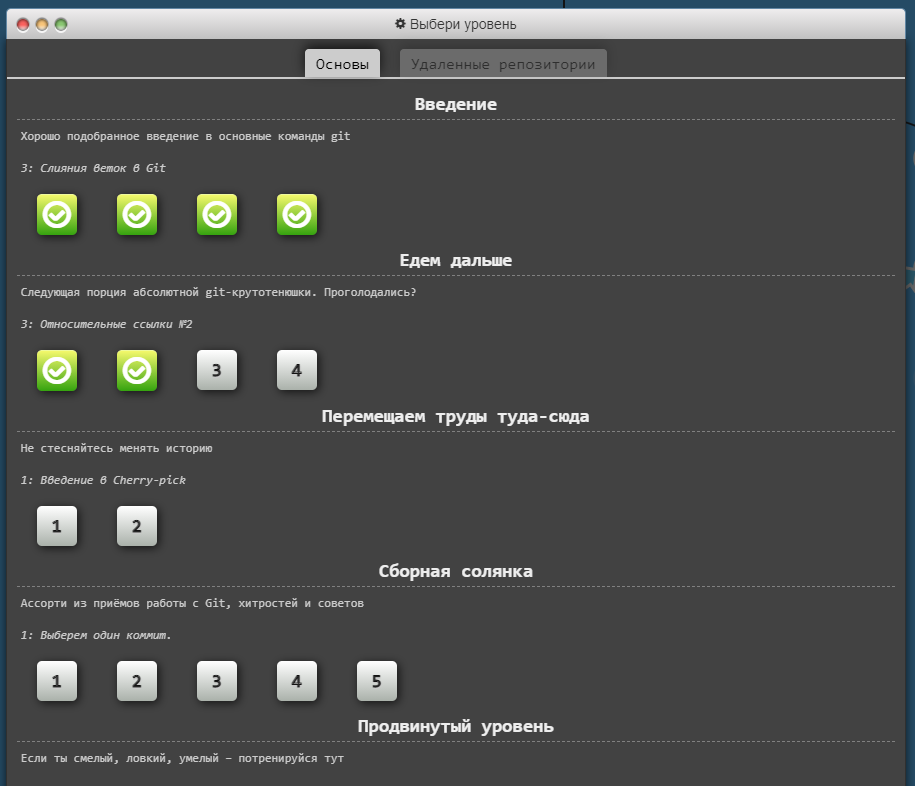 Выбери уровень
Основы
Удаленные репозитории
Введение
Хорошо подобранное введение в основные команды git
3: Слияния веток в Git
Едем дальше
Следующая порция абсолютной git-крутотенюшки. Проголодались?
3: Относительные ссылки №2
3 4
Перемещаем труды туда-сюда
Не стесняйтесь менять историю
1: Введение в Cherry-pick
1 2
Сборная солянка
Ассорти из приёмов работы с Git, хитростей и советов
1: Выберем один коммит.
1 2 3 4 5
Продвинутый уровень
Если ты смелый, ловкий, умелый – потренируйся тут